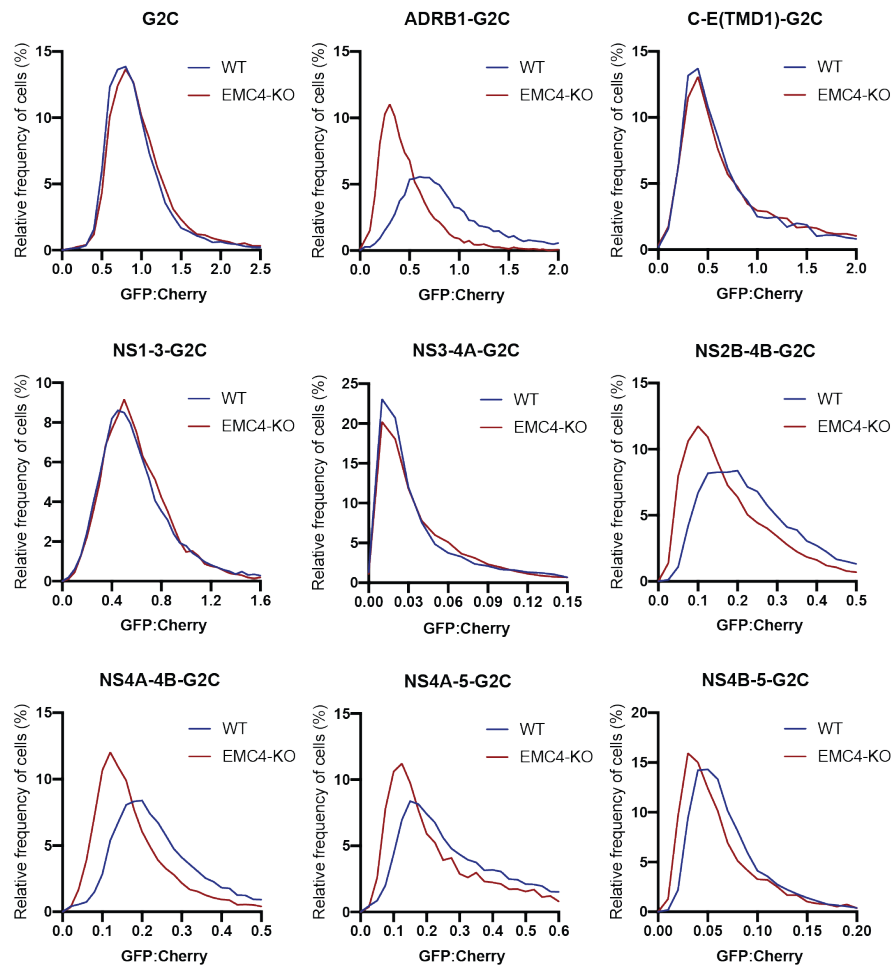 G2C
Relative frequency of cells (%)
15
10
5
0
0.0 0.5 1.0 1.5 2.0 2.5
GFP:Cherry
WT
EMC4-KO
ADRB1-G2C
Relative frequency of cells (%)
15
10
5
0
0.0 0.5 1.0 1.5 2.0
GFP:Cherry
WT
EMC4-KO
C-E(TMD1)-G2C
Relative frequency of cells (%)
15
10
5
0
0.0 0.5 1.0 1.5 2.0
GFP:Cherry
WT
EMC4-KO
NS1-3-G2C
Relative frequency of cells (%)
10
8
6
4
2
0
0.0 0.4 0.8 1.2 1.6
GFP:Cherry
WT
EMC4-KO
NS3-4A-G2C
Relative frequency of cells (%)
25
20
15
10
5
0
0.00 0.03 0.06 0.09 0.12 0.15
GFP:Cherry
WT
EMC4-KO
NS2B-4B-G2C
Relative frequency of cells (%)
15
10
5
0
0.0 0.1 0.2 0.3 0.4 0.5
GFP:Cherry
WT
EMC4-KO
NS4A-4B-G2C
Relative frequency of cells (%)
15
10
5
0
0.0 0.1 0.2 0.3 0.4 0.5
GFP:Cherry
WT
EMC4-KO
NS4A-5-G2C
Relative frequency of cells (%)
15
10
5
0
0.0 0.1 0.2 0.3 0.4 0.5 0.6
GFP:Cherry
WT
EMC4-KO
NS4B-5-G2C
Relative frequency of cells (%)
20
15
10
5
0
0.00 0.05 0.10 0.15 0.20
GFP:Cherry
WT
EMC4-KO